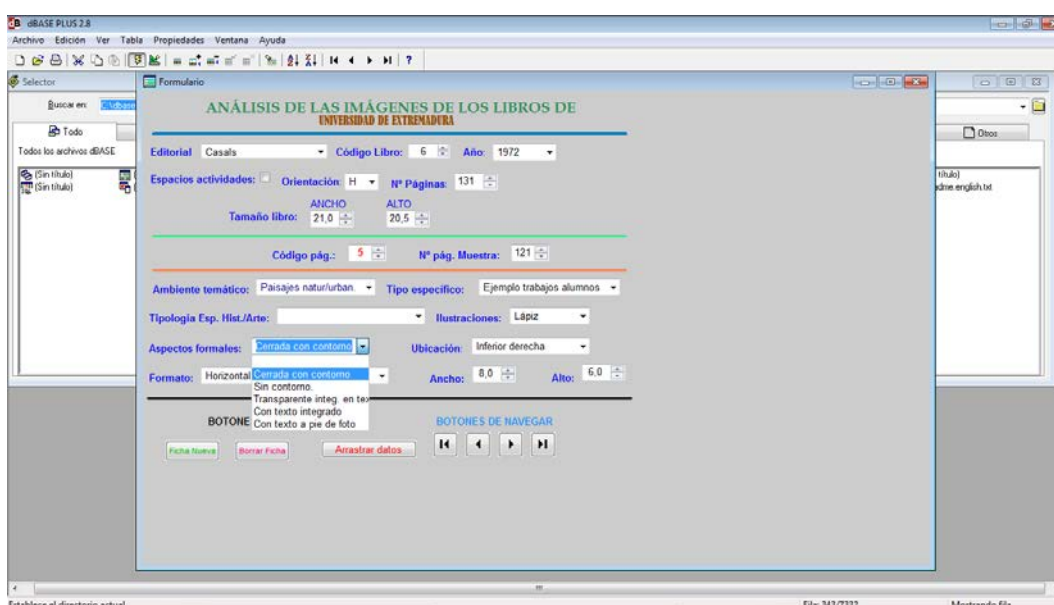 dB dBASE PLUS 2.8
Archivo Edición Ver Tabla Propiedades Ventana Ayuda
Selector
Formulario
Buscar en:
ANÁLISIS DE LAS IMÁGENES DE LOS LIBROS DE
UNIVERSIDAD DE EXTREMADURA
Todo
Otros
Todos los archivos dBASE
Editorial Casals Código Libro: 6 Año: 1972
(Sin título)
(Sin título)
Espacios actividades: Orientación: H Nº Páginas: 131
ANCHO ALTO
Tamaño libro: 21,0 20,5
Código pág.: 5 Nº pág. Muestra: 121
Ambiente temático: Paisajes natur/urban. Tipo específico: Ejemplo trabajos alumnos
Tipología Esp. Hist./Arte: Ilustraciones: Lápiz
Aspectos formales: Cerrada con contorno Ubicación: Inferior derecha
Formato: Horizontal Ancho: 8,0 Alto: 6,0
Cerrada con contorno
Sin contorno.
Transparente integ. en tex
Con texto integrado
Con texto a pie de foto
BOTONE BOTONES DE NAVEGAR
Ficha Nueva Borrar Ficha Arrastrar datos